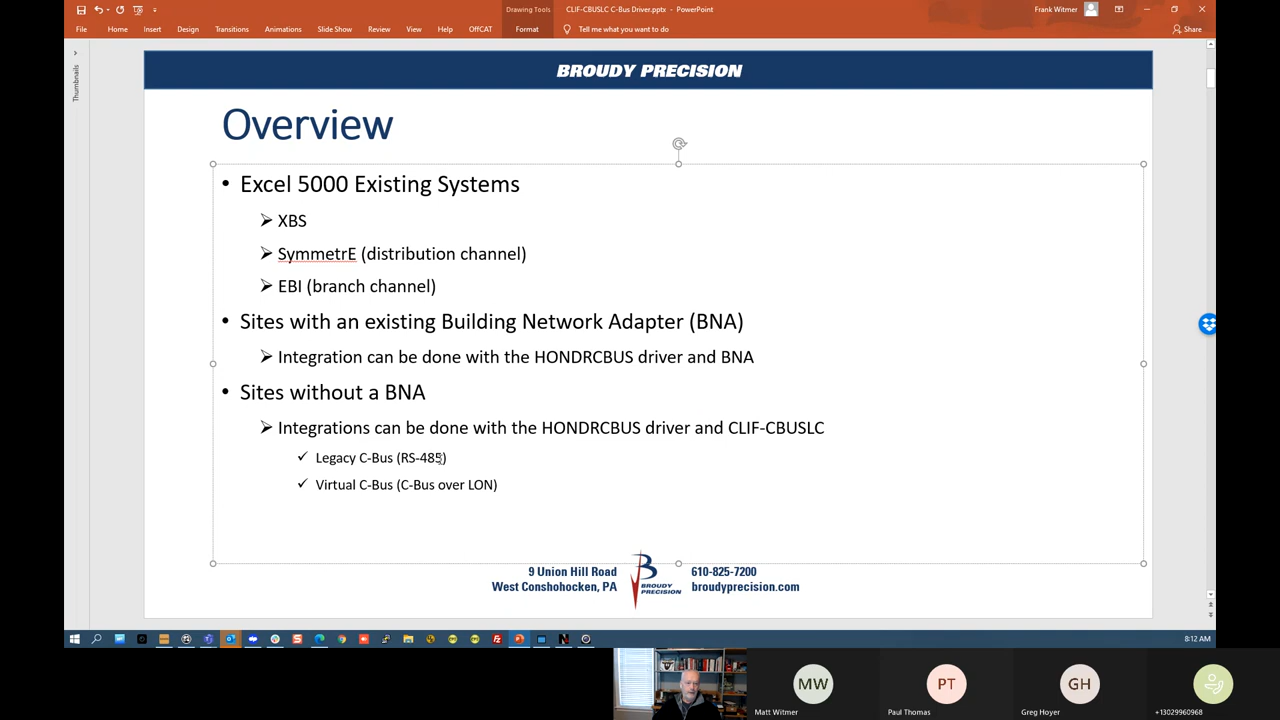 Drawing Tools
CLIF-CBUSLC C-Bus Driver.pptx - PowerPoint
Frank Witmer
File Home Insert Design Transitions Animations Slide Show Review View Help OffCAT Format Tell me what you want to do Share
Thumbnails
BROUDY PRECISION
Overview
• Excel 5000 Existing Systems
➢ XBS
➢ SymmetrE (distribution channel)
➢ EBI (branch channel)
• Sites with an existing Building Network Adapter (BNA)
➢ Integration can be done with the HONDRCBUS driver and BNA
• Sites without a BNA
➢ Integrations can be done with the HONDRCBUS driver and CLIF-CBUSLC
✓ Legacy C-Bus (RS-485)
✓ Virtual C-Bus (C-Bus over LON)
9 Union Hill Road
West Conshohocken, PA
B
BROUDY
PRECISION
610-825-7200
broudyprecision.com
8:12 AM
MW
PT
GH
Matt Witmer
Paul Thomas
Greg Hoyer
+13029960968